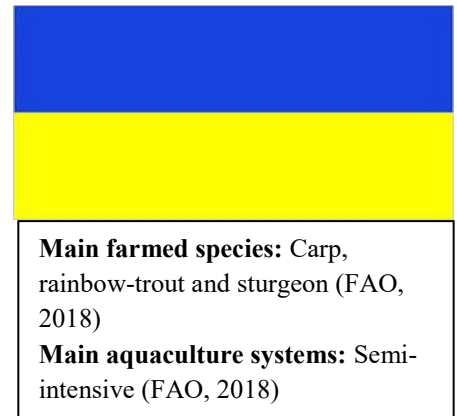 Main farmed species: Carp,
rainbow-trout and sturgeon (FAO,
2018)
Main aquaculture systems: Semi-
intensive (FAO, 2018)